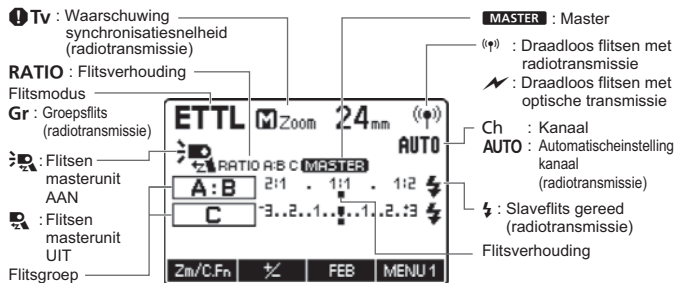 Tv : Waarschuwing
synchronisatiesnelheid
(radiotransmissie)
RATIO : Flitsverhouding
Flitsmodus
Gr : Groepsflits
(radiotransmissie)
: Flitsen
masterunit
AAN
: Flitsen
masterunit
UIT
Flitsgroep
ETTL M Zoom 24mm
AUTO
RATIO A:B C MASTER
A:B 2:1 . 1:1 . 1:2
C -3..2..1..!..1..2..+3
Zm/C.Fn +/- FEB MENU 1
MASTER : Master
: Draadloos flitsen met
radiotransmissie
: Draadloos flitsen met
optische transmissie
Ch : Kanaal
AUTO : Automatischeinstelling
kanaal
(radiotransmissie)
: Slaveflits gereed
(radiotransmissie)
Flitsverhouding